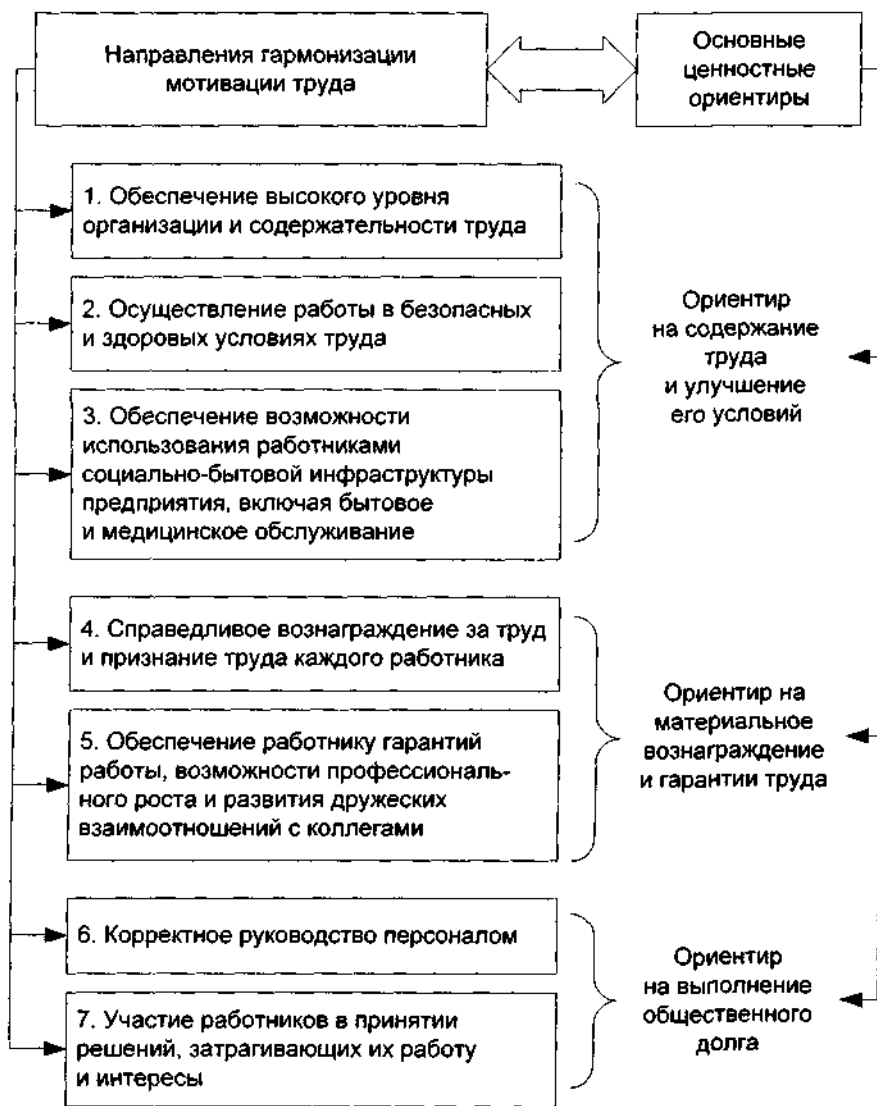 Направления гармонизации
мотивации труда
Основные
ценностные
ориентиры
1. Обеспечение высокого уровня
организации и содержательности труда
2. Осуществление работы в безопасных
и здоровых условиях труда
3. Обеспечение возможности
использования работниками
социально-бытовой инфраструктуры
предприятия, включая бытовое
и медицинское обслуживание
Ориентир
на содержание
труда
и улучшение
его условий
4. Справедливое вознаграждение за труд
и признание труда каждого работника
5. Обеспечение работнику гарантий
работы, возможности профессиональ-
ного роста и развития дружеских
взаимоотношений с коллегами
Ориентир на
материальное
вознаграждение
и гарантии труда
6. Корректное руководство персоналом
7. Участие работников в принятии
решений, затрагивающих их работу
и интересы
Ориентир
на выполнение
общественного
долга